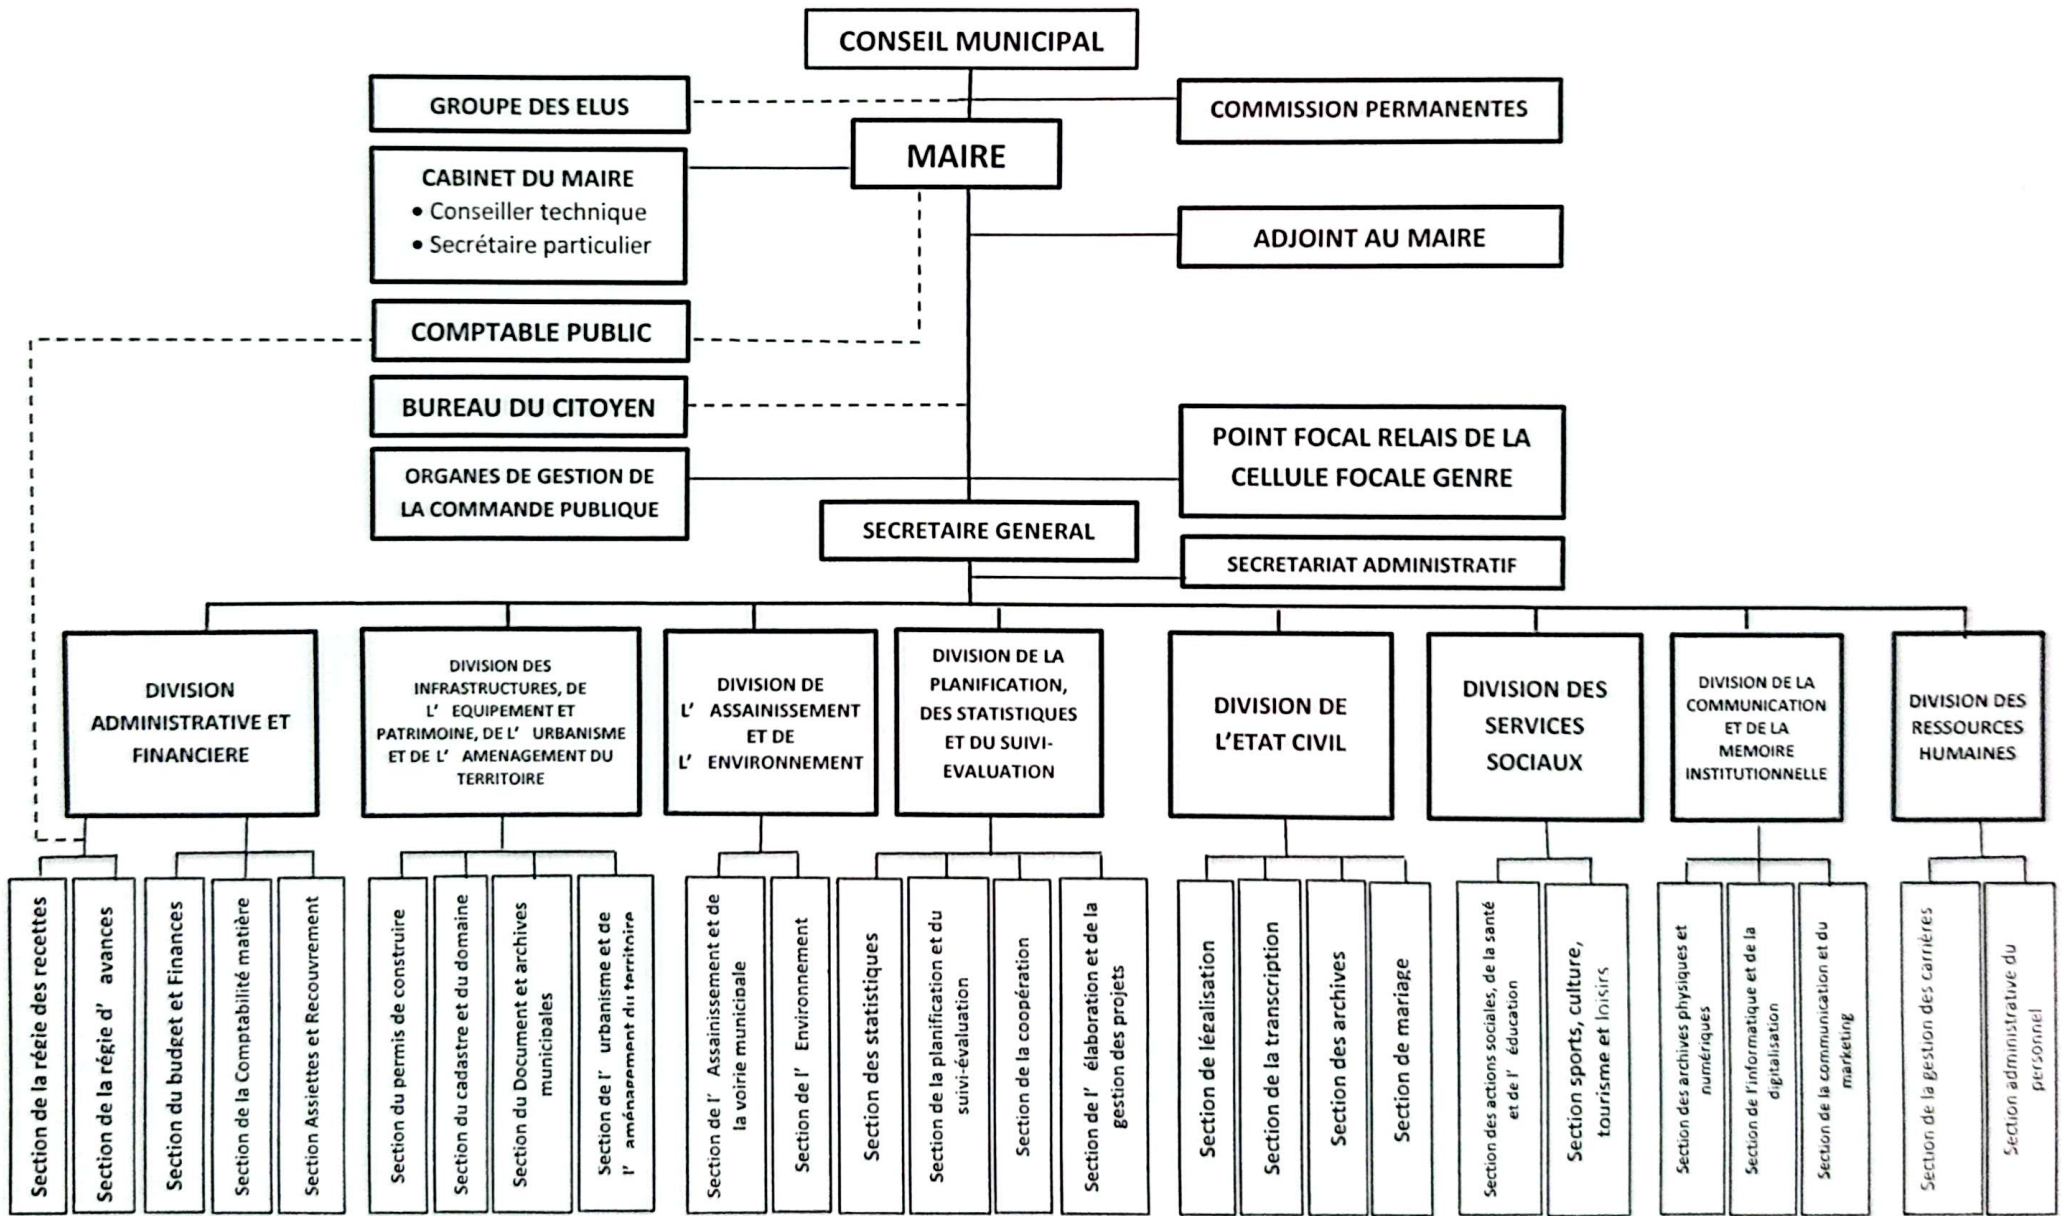 CONSEIL MUNICIPAL
GROUPE DES ELUS
COMMISSION PERMANENTES
MAIRE
CABINET DU MAIRE
• Conseiller technique
• Secrétaire particulier
ADJOINT AU MAIRE
COMPTABLE PUBLIC
BUREAU DU CITOYEN
POINT FOCAL RELAIS DE LA
CELLULE FOCALE GENRE
ORGANES DE GESTION DE
LA COMMANDE PUBLIQUE
SECRETAIRE GENERAL
SECRETARIAT ADMINISTRATIF
DIVISION
ADMINISTRATIVE ET
FINANCIERE
DIVISION DES
INFRASTRUCTURES, DE
L' EQUIPEMENT ET
PATRIMOINE, DE L' URBANISME
ET DE L' AMENAGEMENT DU
TERRITOIRE
DIVISION DE
L' ASSAINISSEMENT
ET DE
L' ENVIRONNEMENT
DIVISION DE LA
PLANIFICATION,
DES STATISTIQUES
ET DU SUIVI-
EVALUATION
DIVISION DE
L'ETAT CIVIL
DIVISION DES
SERVICES
SOCIAUX
DIVISION DE LA
COMMUNICATION
ET DE LA
MEMOIRE
INSTITUTIONNELLE
DIVISION DES
RESSOURCES
HUMAINES
Section de la régie des recettes
Section de la régie d' avances
Section du budget et Finances
Section de la Comptabilité matière
Section Assiettes et Recouvrement
Section du permis de construire
Section du cadastre et du domaine
Section du Document et archives
municipales
Section de l' urbanisme et de
l' aménagement du territoire
Section de l' Assainissement et de
la voirie municipale
Section de l' Environnement
Section des statistiques
Section de la planification et du
suivi-évaluation
Section de la coopération
Section de l' élaboration et de la
gestion des projets
Section de légalisation
Section de la transcription
Section des archives
Section de mariage
Section des actions sociales, de la santé
et de l' éducation
Section sports, culture,
tourisme et loisirs
Section des archives physiques et
numériques
Section de l'informatique et de la
digitalisation
Section de la communication et du
marketing
Section de la gestion des carrières
Section administrative du
personnel